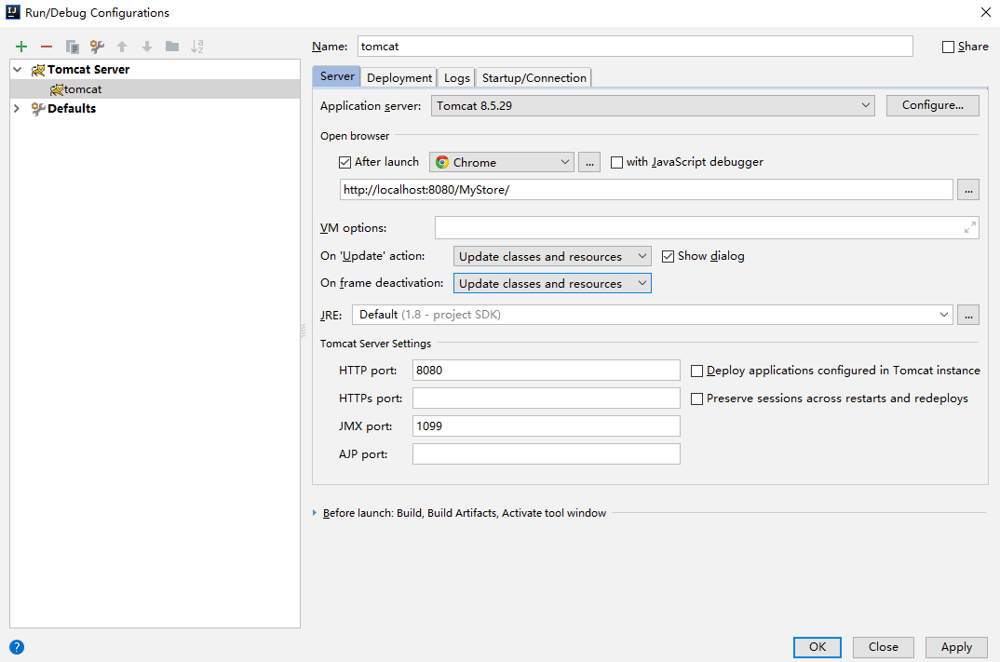 IJ
Run/Debug Configurations
Name: tomcat
Share
Tomcat Server
tomcat
Defaults
Server Deployment Logs Startup/Connection
Application server: Tomcat 8.5.29 Configure...
Open browser
After launch Chrome ... with JavaScript debugger
http://localhost:8080/MyStore/ ...
VM options:
On 'Update' action: Update classes and resources Show dialog
On frame deactivation: Update classes and resources
JRE: Default (1.8 - project SDK) ...
Tomcat Server Settings
HTTP port: 8080 Deploy applications configured in Tomcat instance
HTTPs port: Preserve sessions across restarts and redeploys
JMX port: 1099
AJP port:
Before launch: Build, Build Artifacts, Activate tool window
? OK Close Apply